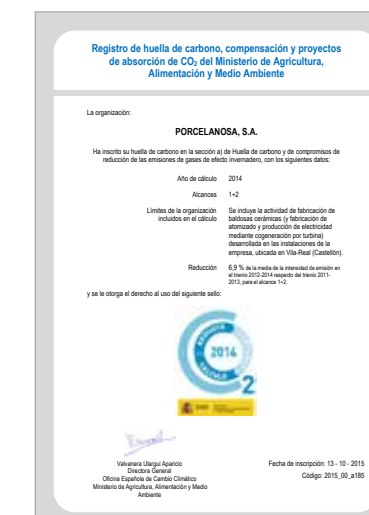 Registro de huella de carbono, compensación y proyectos
de absorción de CO₂ del Ministerio de Agricultura,
Alimentación y Medio Ambiente
La organización:
PORCELANOSA, S.A.
Ha inscrito su huella de carbono en la sección a) de Huella de carbono y de compromisos de
reducción de las emisiones de gases de efecto invernadero, con los siguientes datos:
Año de cálculo 2014
Alcances 1+2
Límites de la organización Se incluye la actividad de fabricación de
incluidos en el cálculo baldosas cerámicas (y fabricación de
atomizado y producción de electricidad
mediante cogeneración por turbina)
desarrollada en las instalaciones de la
empresa, ubicada en Vila-Real (Castellón).
Reducción 6,9 % de la media de la intensidad de emisión en
el trienio 2012-2014 respecto del trienio 2011-
2013, para el alcance 1+2.
y se le otorga el derecho al uso del siguiente sello:
2014
2
Valvanera Ulargui Aparicio
Directora General
Oficina Española de Cambio Climático
Ministerio de Agricultura, Alimentación y Medio
Ambiente
Fecha de inscripción: 13 - 10 - 2015
Código: 2015_00_a185